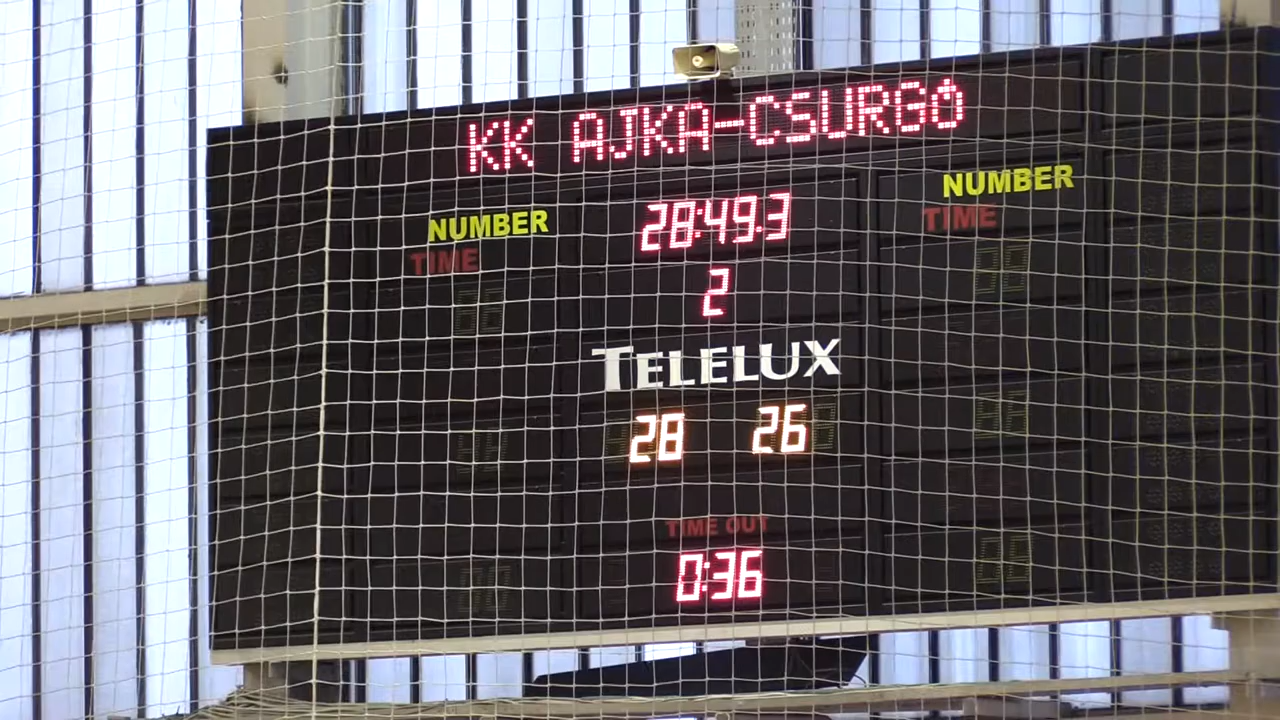 KK AJKA-CSURGÓ
NUMBER
TIME
28:49.3
NUMBER
TIME
2
TELELUX
28 26
TIME OUT
0:36